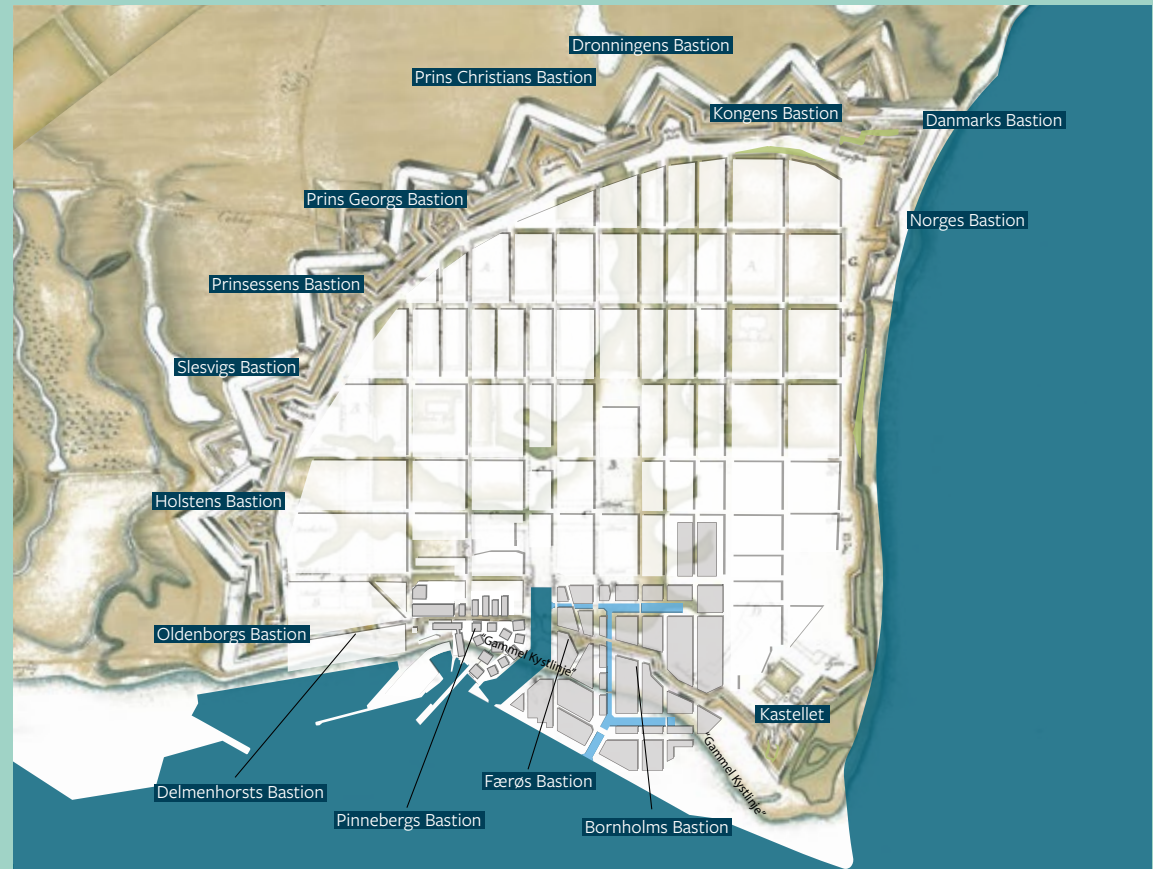 Dronningens Bastion
Prins Christians Bastion
Kongens Bastion
Danmarks Bastion
Prins Georgs Bastion
Norges Bastion
Prinsessens Bastion
Slesvigs Bastion
Holstens Bastion
Oldenborgs Bastion
"Gammel Kystlinje"
Kastellet
"Gammel Kystlinje"
Færøs Bastion
Delmenhorsts Bastion
Pinnebergs Bastion
Bornholms Bastion